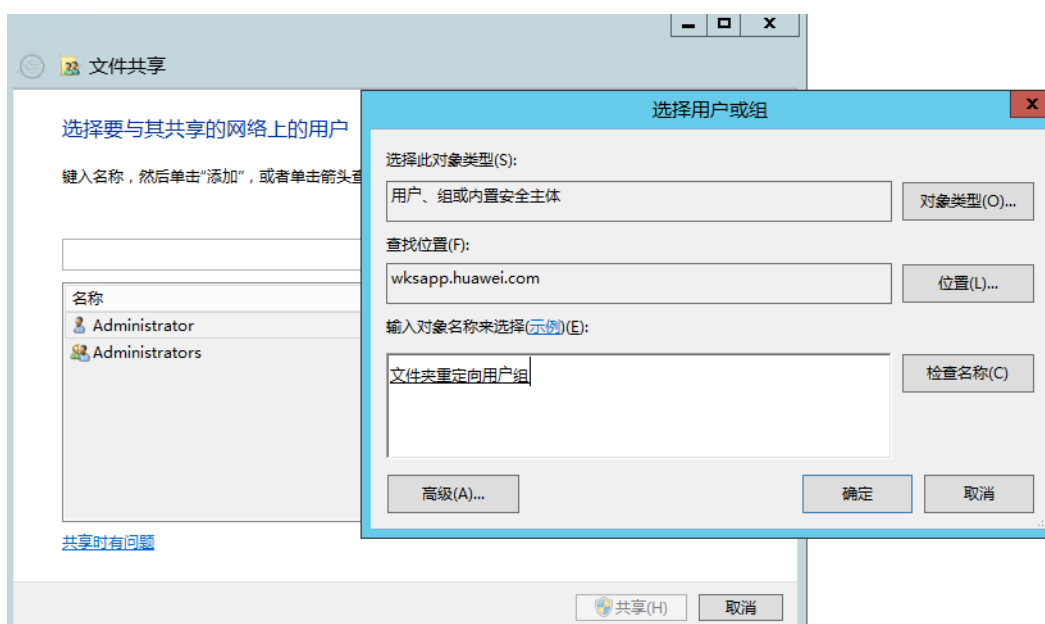 文件共享
选择要与其共享的网络上的用户
键入名称，然后单击"添加"，或者单击箭头查
名称
Administrator
Administrators
共享时有问题
共享(H)
取消
选择用户或组
选择此对象类型(S):
用户、组或内置安全主体
对象类型(O)...
查找位置(F):
wksapp.huawei.com
位置(L)...
输入对象名称来选择(示例)(E):
文件夹重定向用户组
检查名称(C)
高级(A)...
确定
取消